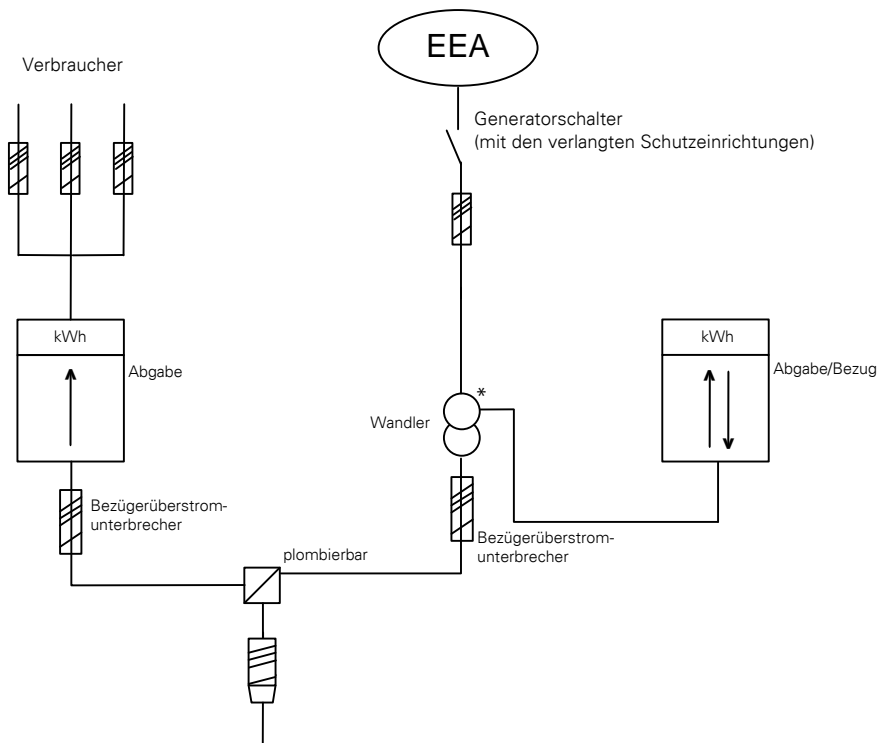 EEA
Verbraucher
Generatorschalter
(mit den verlangten Schutzeinrichtungen)
kWh
kWh
Abgabe
Abgabe/Bezug
*
Wandler
Bezügerüberstrom-
unterbrecher
Bezügerüberstrom-
unterbrecher
plombierbar